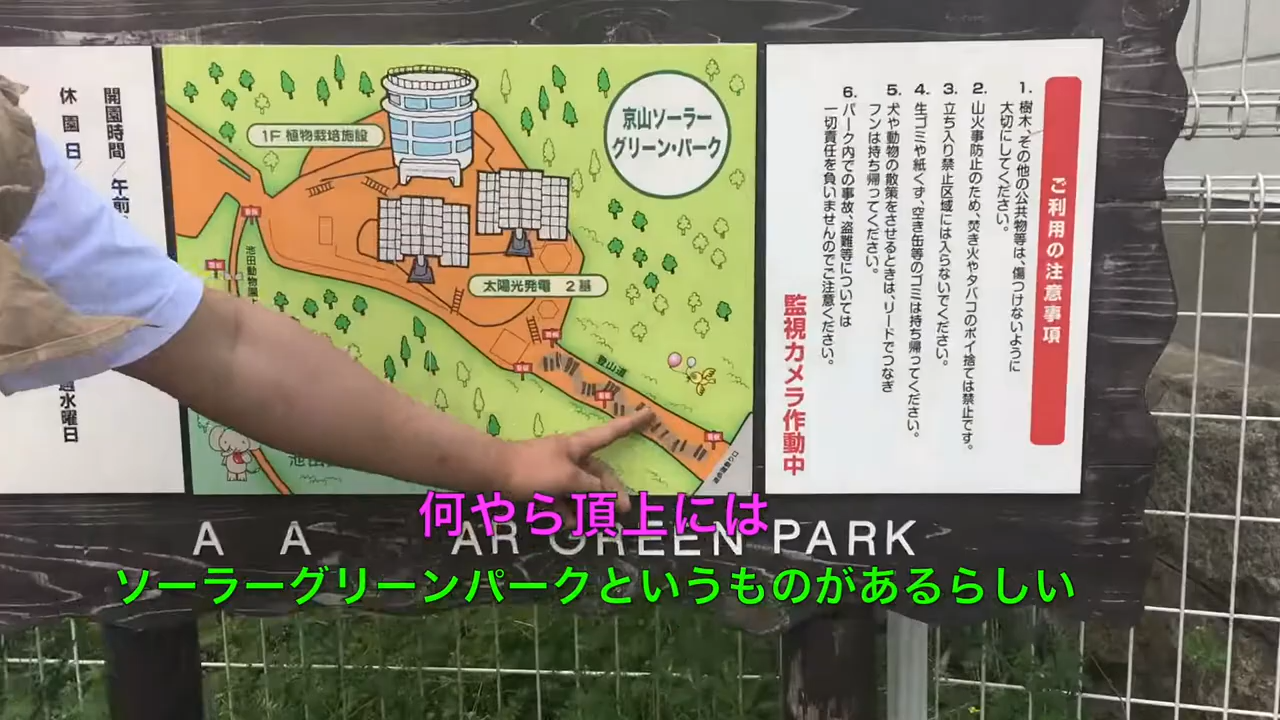 開園時間/午前
休園日/
週水曜日
京山ソーラー
グリーン・パーク
1F 植物栽培施設
太陽光発電 2基
池田動物園
登山道
ご利用の注意事項
1. 樹木、その他の公共物等は、傷つけないように
大切にしてください。
2. 山火事防止のため、焚き火やタバコのポイ捨ては禁止です。
3. 立ち入り禁止区域には入らないでください。
4. 生ゴミや紙くず、空き缶等のゴミは持ち帰ってください。
5. 犬や動物の散策をさせるときは、リードでつなぎ
フンは持ち帰ってください。
6. パーク内での事故、盗難等については
一切責任を負いませんのでご注意ください。
監視カメラ作動中
A A AR GREEN PARK
何やら頂上には
ソーラーグリーンパークというものがあるらしい